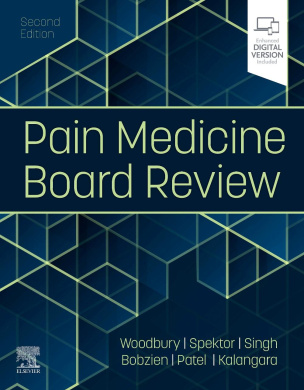 Second
Edition
Enhanced
DIGITAL
VERSION
Included
Pain Medicine
Board Review
Woodbury | Spektor | Singh
Bobzien | Patel | Kalangara
ELSEVIER